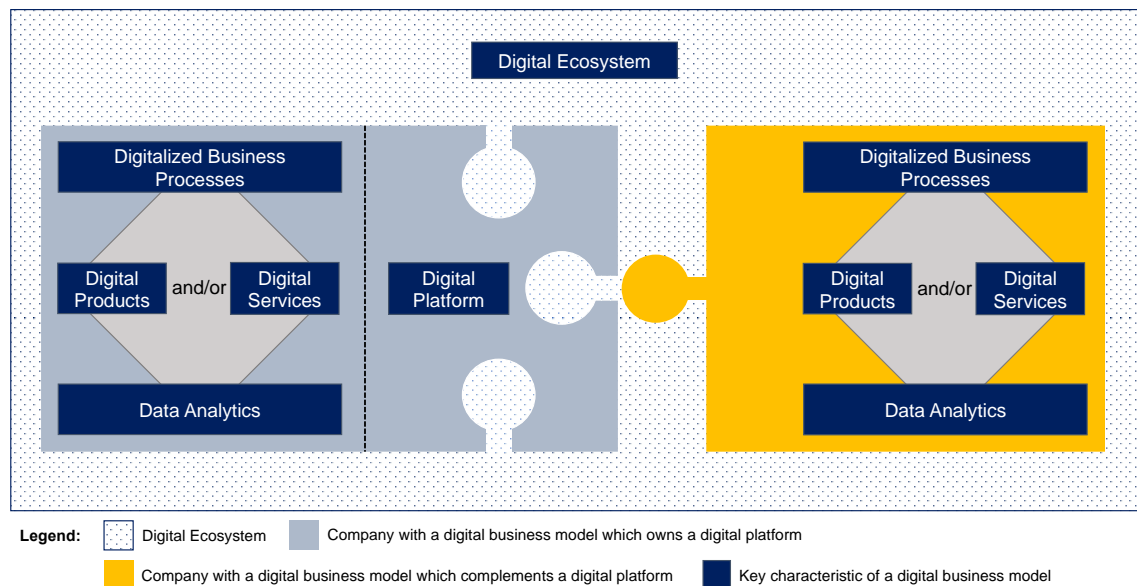 Digital Ecosystem
Digitalized Business
Processes
Digital
Products
and/or
Digital
Services
Data Analytics
Digital
Platform
Digitalized Business
Processes
Digital
Products
and/or
Digital
Services
Data Analytics
Legend:
Digital Ecosystem
Company with a digital business model which owns a digital platform
Company with a digital business model which complements a digital platform
Key characteristic of a digital business model